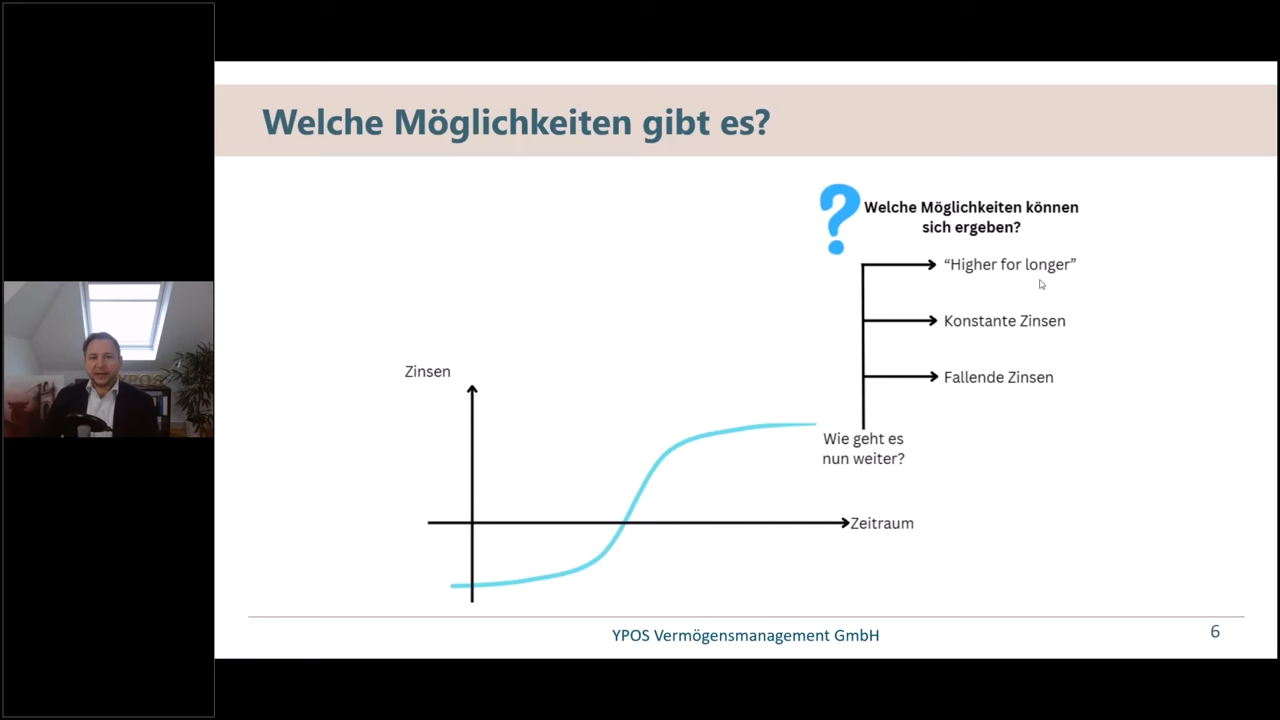 Welche Möglichkeiten gibt es?
Welche Möglichkeiten können
sich ergeben?
“Higher for longer”
Konstante Zinsen
Fallende Zinsen
Zinsen
Wie geht es
nun weiter?
Zeitraum
YPOS Vermögensmanagement GmbH
6
YPOS